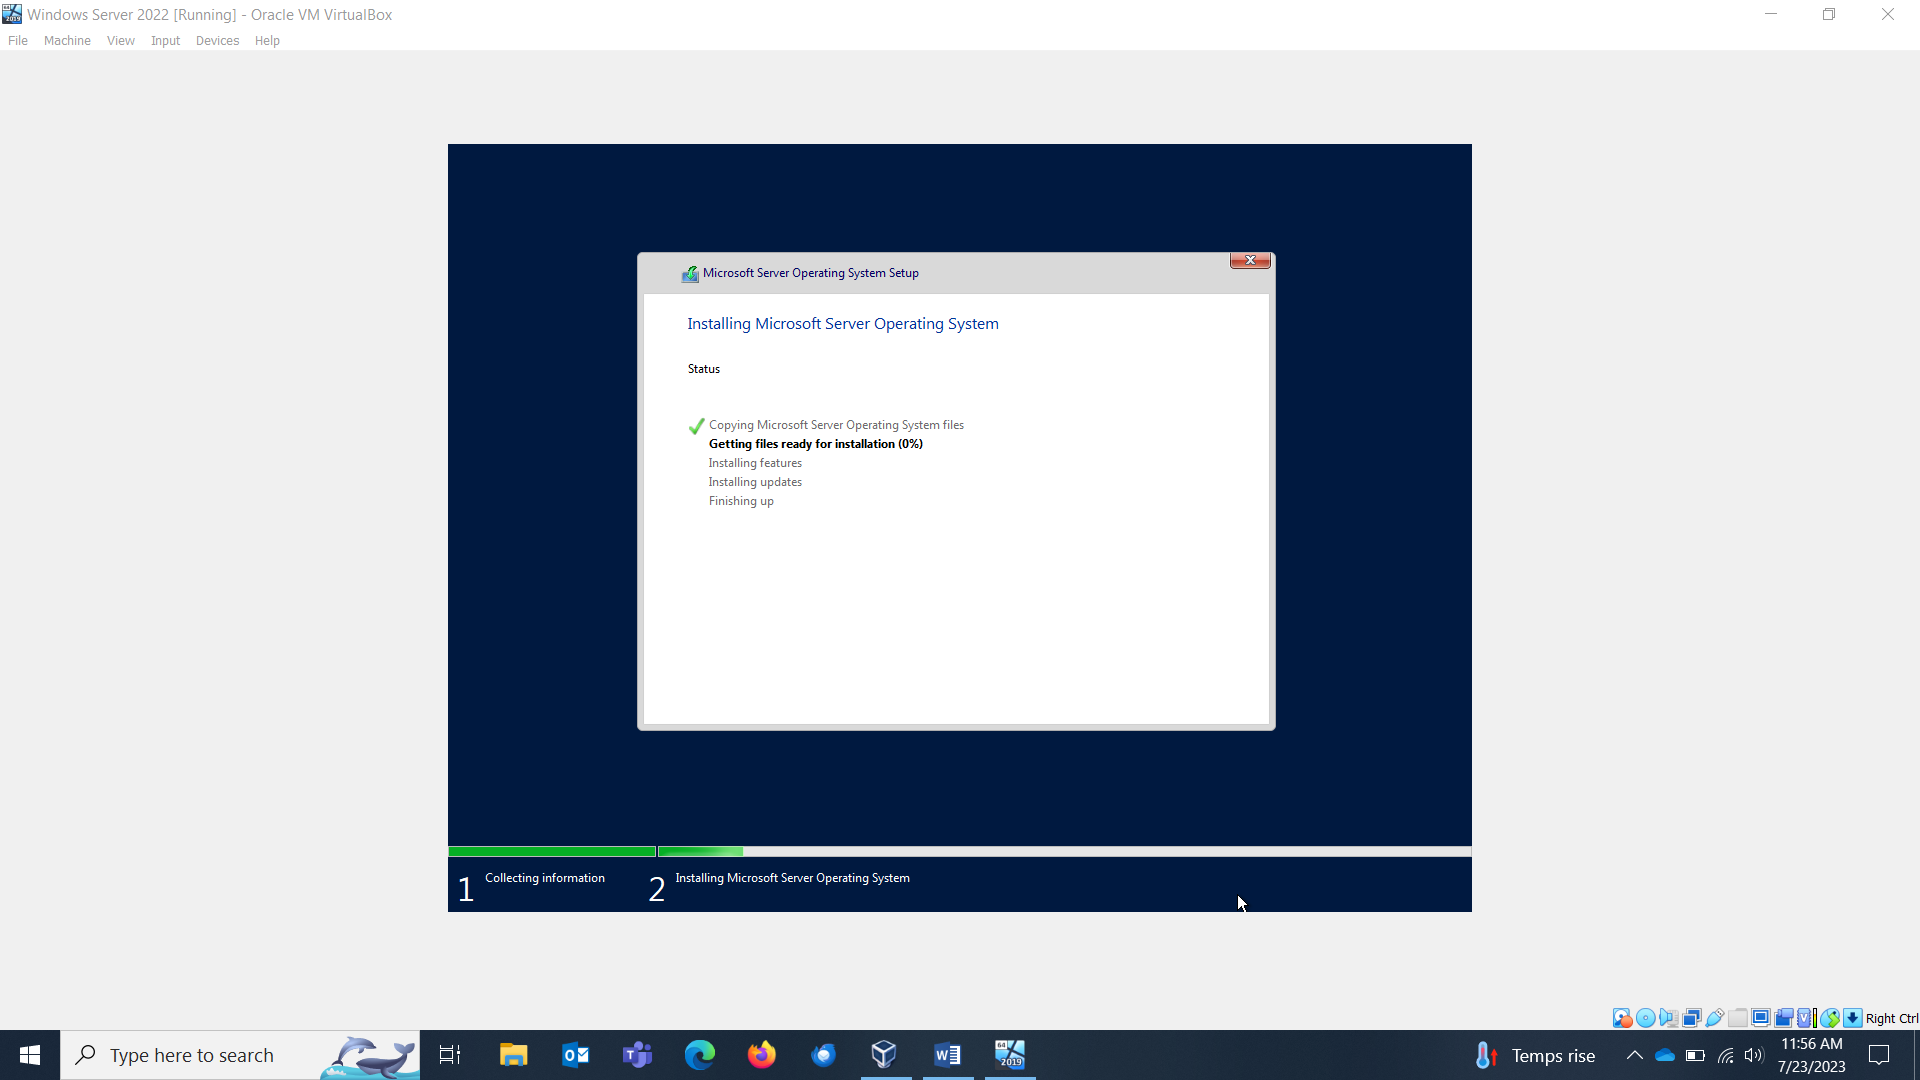 Windows Server 2022 [Running] - Oracle VM VirtualBox
File Machine View Input Devices Help
Microsoft Server Operating System Setup
Installing Microsoft Server Operating System
Status
Copying Microsoft Server Operating System files
Getting files ready for installation (0%)
Installing features
Installing updates
Finishing up
1 Collecting information
2 Installing Microsoft Server Operating System
Right Ctrl
Type here to search
Temps rise
11:56 AM
7/23/2023